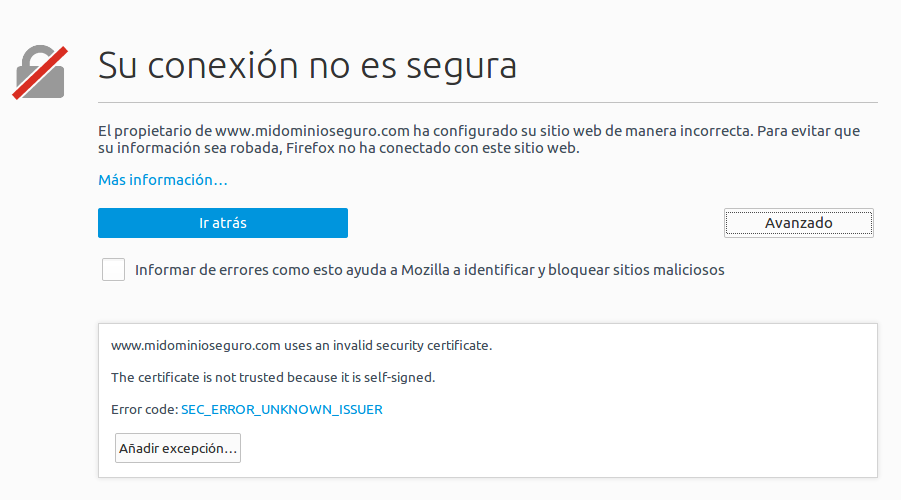 Su conexión no es segura
El propietario de www.midominioseguro.com ha configurado su sitio web de manera incorrecta. Para evitar que
su información sea robada, Firefox no ha conectado con este sitio web.
Más información…
Ir atrás
Avanzado
Informar de errores como esto ayuda a Mozilla a identificar y bloquear sitios maliciosos
www.midominioseguro.com uses an invalid security certificate.
The certificate is not trusted because it is self-signed.
Error code: SEC_ERROR_UNKNOWN_ISSUER
Añadir excepción…